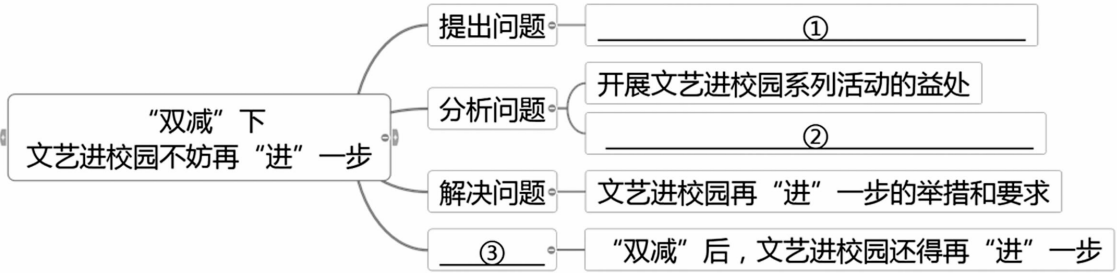 “双减”下
文艺进校园不妨再“进”一步
提出问题
①
分析问题
开展文艺进校园系列活动的益处
②
解决问题
文艺进校园再“进”一步的举措和要求
③
“双减”后，文艺进校园还得再“进”一步